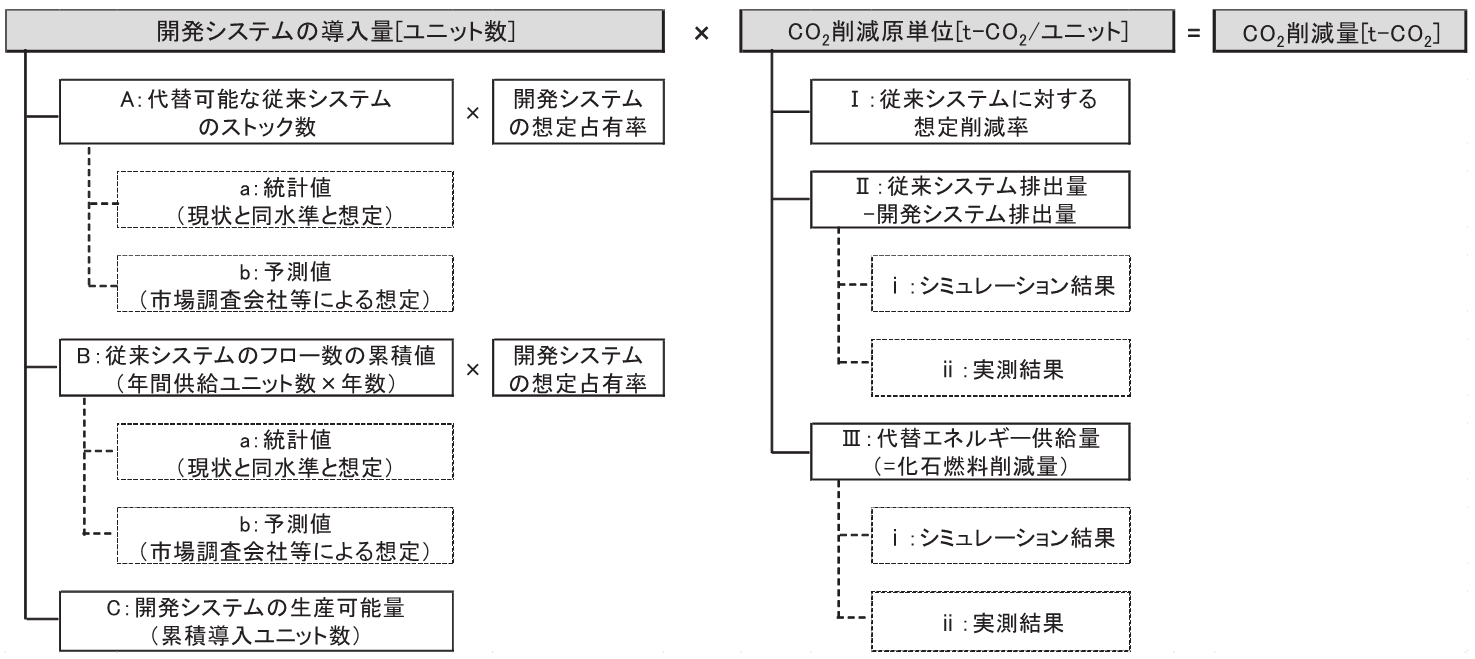 開発システムの導入量[ユニット数] × CO₂削減原単位[t-CO₂/ユニット] = CO₂削減量[t-CO₂]
A:代替可能な従来システム
のストック数
×
開発システム
の想定占有率
a:統計値
(現状と同水準と想定)
b:予測値
(市場調査会社等による想定)
B:従来システムのフロー数の累積値
(年間供給ユニット数×年数)
×
開発システム
の想定占有率
a:統計値
(現状と同水準と想定)
b:予測値
(市場調査会社等による想定)
C:開発システムの生産可能量
(累積導入ユニット数)
Ⅰ:従来システムに対する
想定削減率
Ⅱ:従来システム排出量
-開発システム排出量
ⅰ:シミュレーション結果
ⅱ:実測結果
Ⅲ:代替エネルギー供給量
(=化石燃料削減量)
ⅰ:シミュレーション結果
ⅱ:実測結果